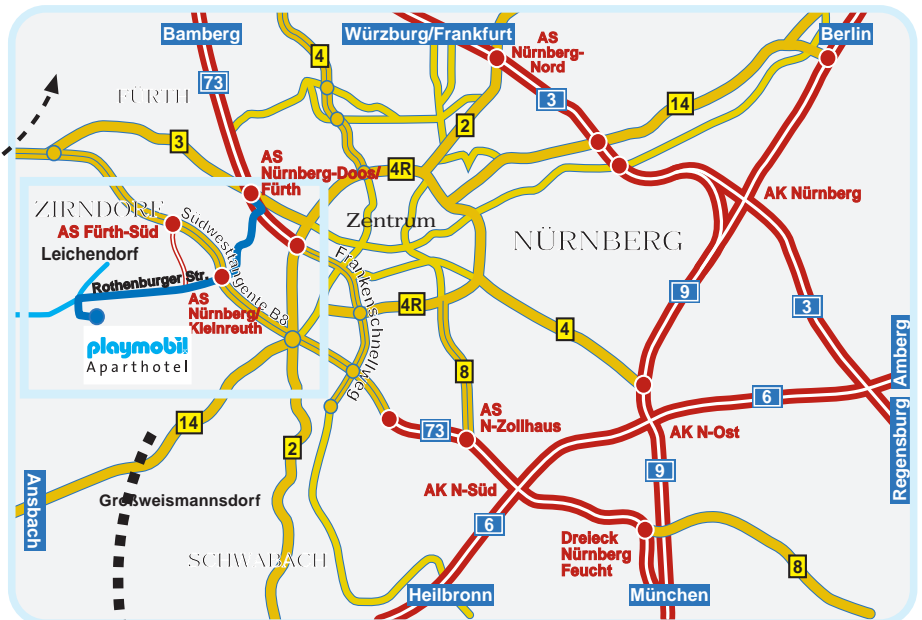 Bamberg
Würzburg/Frankfurt
Berlin
AS
Nürnberg-
Nord
4
73
3
FÜRTH
14
2
3
AS
Nürnberg-Doos/
Fürth
4R
AK Nürnberg
ZIRNDORF
AS Fürth-Süd
Südwesttangente B8
Zentrum
NÜRNBERG
Leichendorf
Rothenburger Str.
Frankenschnellweg
AS
Nürnberg/
Kleinreuth
4R
9
3
4
playmobil
Aparthotel
8
Amberg
6
14
AS
N-Zollhaus
73
AK N-Ost
Regensburg
2
9
Ansbach
AK N-Süd
Großweismannsdorf
6
Dreieck
Nürnberg
Feucht
SCHWABACH
8
Heilbronn
München